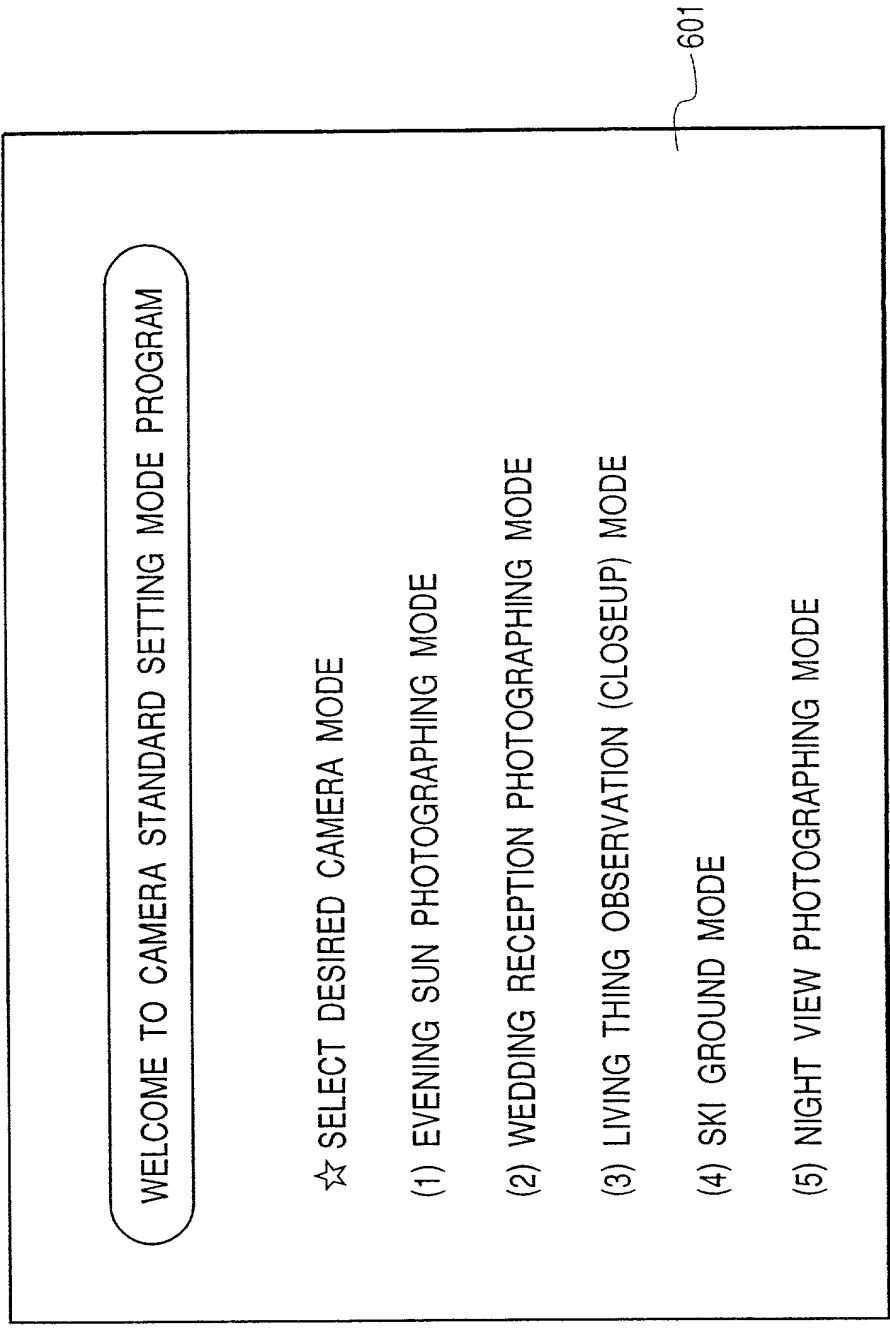 WELCOME TO CAMERA STANDARD SETTING MODE PROGRAM
☆ SELECT DESIRED CAMERA MODE
(1) EVENING SUN PHOTOGRAPHING MODE
(2) WEDDING RECEPTION PHOTOGRAPHING MODE
(3) LIVING THING OBSERVATION (CLOSEUP) MODE
(4) SKI GROUND MODE
(5) NIGHT VIEW PHOTOGRAPHING MODE
601